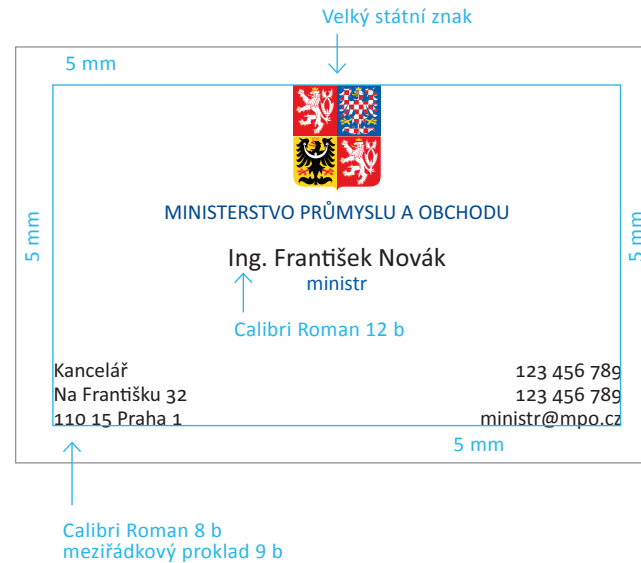 Velký státní znak
5 mm
5 mm
5 mm
MINISTERSTVO PRŮMYSLU A OBCHODU
Ing. František Novák
ministr
Calibri Roman 12 b
Kancelář
Na Františku 32
110 15 Praha 1
123 456 789
123 456 789
ministr@mpo.cz
5 mm
Calibri Roman 8 b
meziřádkový proklad 9 b